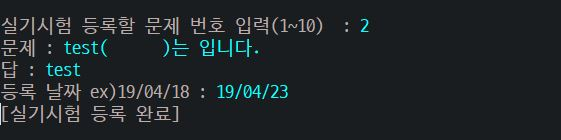 실기시험 등록할 문제 번호 입력(1~10)  : 2
문제 : test(     )는 입니다.
답 : test
등록 날짜 ex)19/04/18 : 19/04/23
[실기시험 등록 완료]